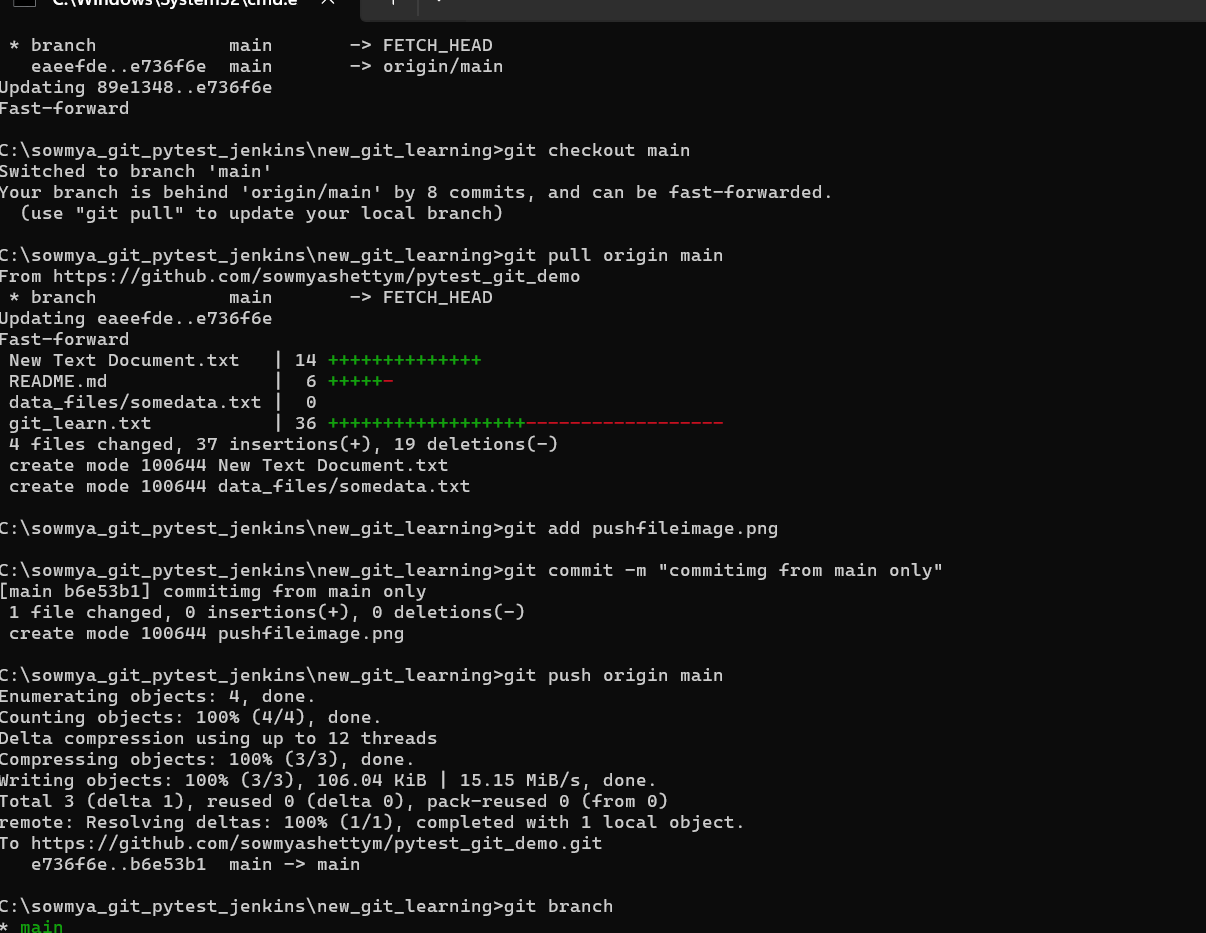 C:\Windows\System32\cmd.e
* branch            main       -> FETCH_HEAD
   eaeefde..e736f6e  main       -> origin/main
Updating 89e1348..e736f6e
Fast-forward
C:\sowmya_git_pytest_jenkins\new_git_learning>git checkout main
Switched to branch 'main'
Your branch is behind 'origin/main' by 8 commits, and can be fast-forwarded.
  (use "git pull" to update your local branch)
C:\sowmya_git_pytest_jenkins\new_git_learning>git pull origin main
From https://github.com/sowmyashettym/pytest_git_demo
 * branch            main       -> FETCH_HEAD
Updating eaeefde..e736f6e
Fast-forward
 New Text Document.txt   | 14 ++++++++++++++
 README.md               |  6 +++++-
 data_files/somedata.txt |  0
 git_learn.txt           | 36 ++++++++++++++++++------------------
 4 files changed, 37 insertions(+), 19 deletions(-)
 create mode 100644 New Text Document.txt
 create mode 100644 data_files/somedata.txt
C:\sowmya_git_pytest_jenkins\new_git_learning>git add pushfileimage.png
C:\sowmya_git_pytest_jenkins\new_git_learning>git commit -m "commitimg from main only"
[main b6e53b1] commitimg from main only
 1 file changed, 0 insertions(+), 0 deletions(-)
 create mode 100644 pushfileimage.png
C:\sowmya_git_pytest_jenkins\new_git_learning>git push origin main
Enumerating objects: 4, done.
Counting objects: 100% (4/4), done.
Delta compression using up to 12 threads
Compressing objects: 100% (3/3), done.
Writing objects: 100% (3/3), 106.04 KiB | 15.15 MiB/s, done.
Total 3 (delta 1), reused 0 (delta 0), pack-reused 0 (from 0)
remote: Resolving deltas: 100% (1/1), completed with 1 local object.
To https://github.com/sowmyashettym/pytest_git_demo.git
   e736f6e..b6e53b1  main -> main
C:\sowmya_git_pytest_jenkins\new_git_learning>git branch
* main